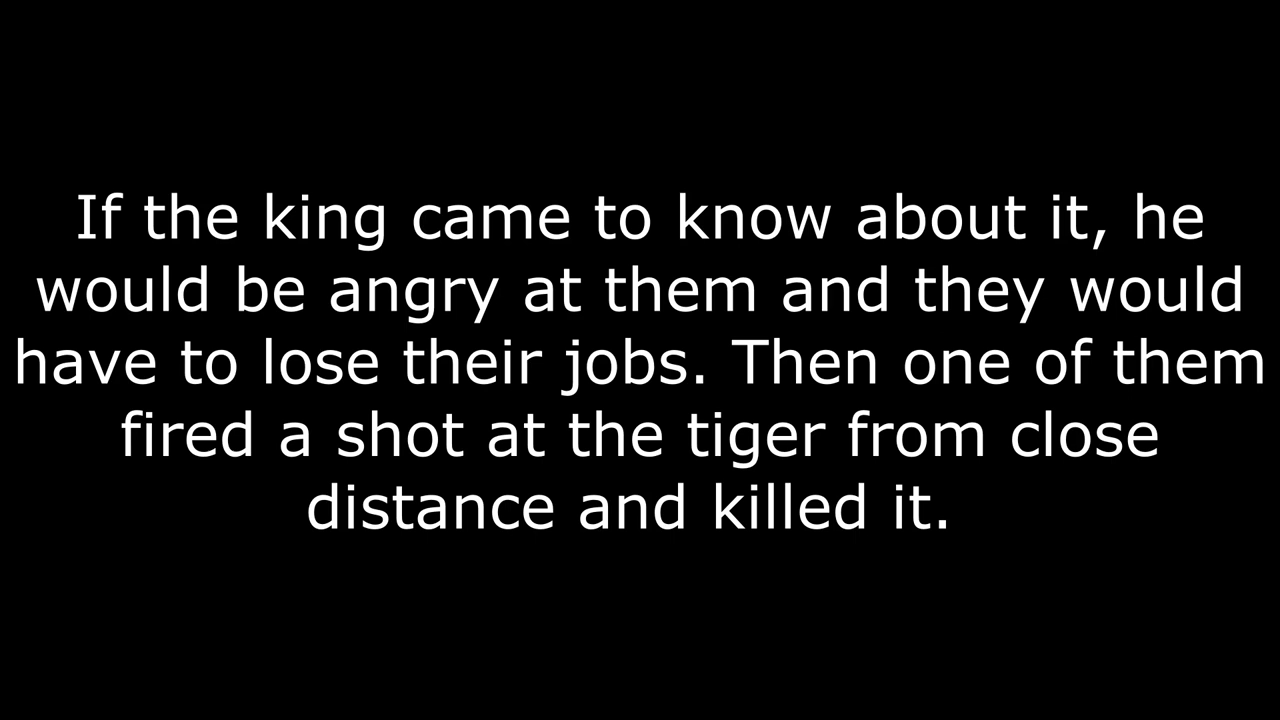 If the king came to know about it, he
would be angry at them and they would
have to lose their jobs. Then one of them
fired a shot at the tiger from close
distance and killed it.